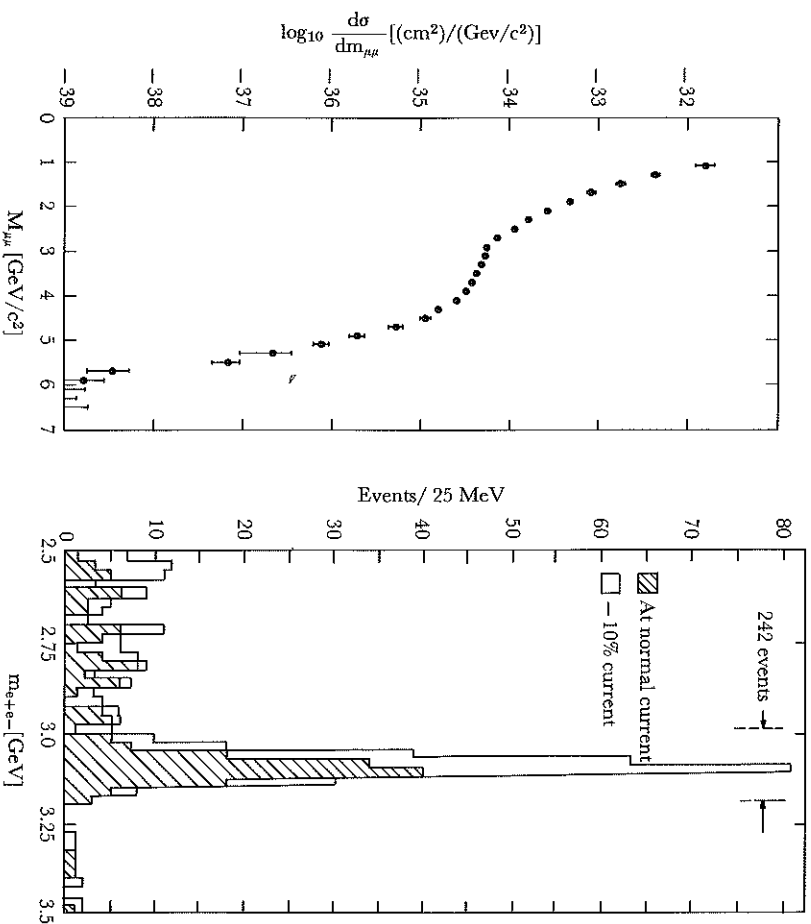 log₁₀ dσ/dm_μμ [(cm²)/(Gev/c²)]
−32
−33
−34
−35
−36
−37
−38
−39
0 1 2 3 4 5 6 7
M_μμ [GeV/c²]
Events/ 25 MeV
80
70
60
50
40
30
20
10
0
242 events
At normal current
− 10% current
2.5 2.75 3.0 3.25 3.5
m_e+e− [GeV]